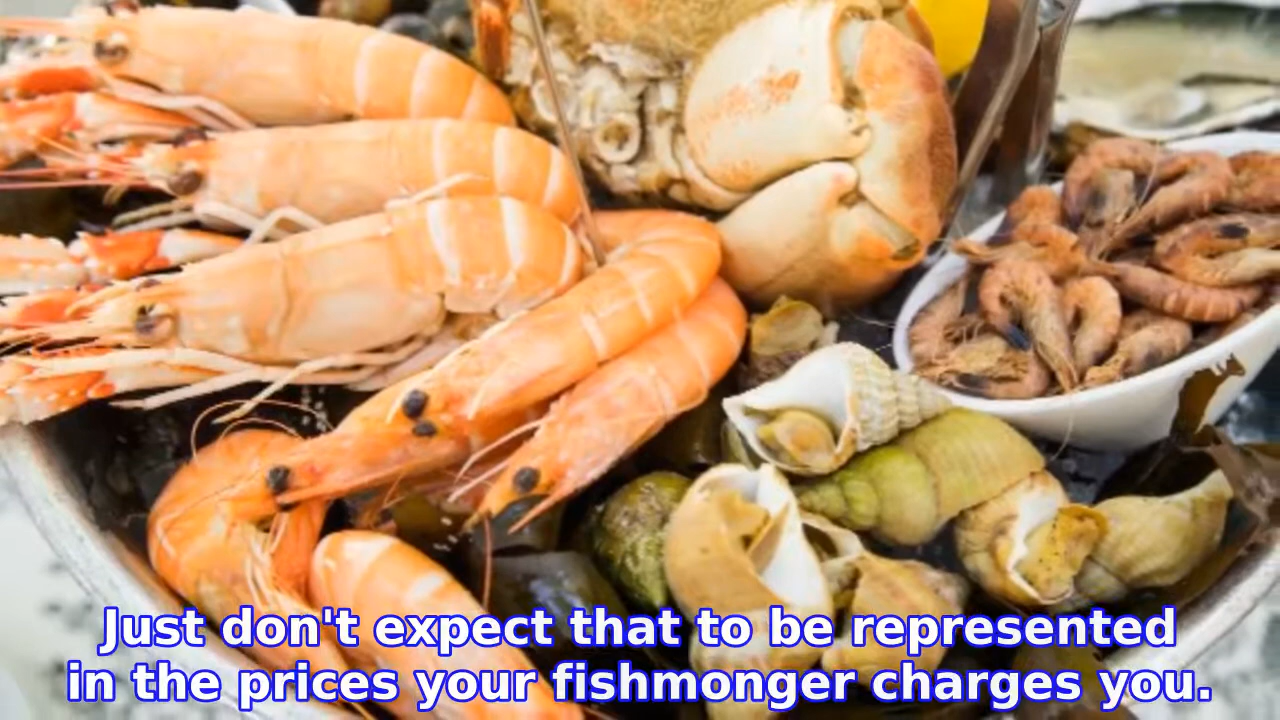 Just don't expect that to be represented
in the prices your fishmonger charges you.